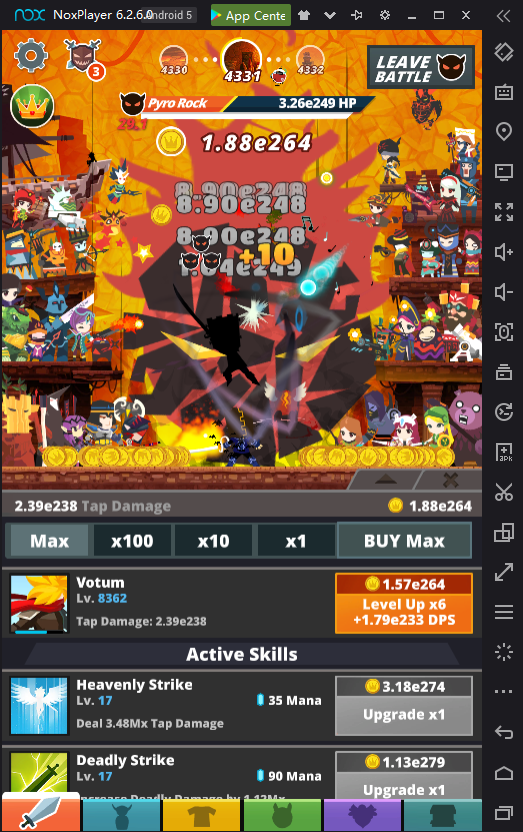 nox NoxPlayer 6.2.6.0 Android 5 App Cente
3
4330 4331 4332
LEAVE BATTLE
Pyro Rock 3.26e249 HP
1.88e264
8.90e248
8.90e248
8.90e248
+10
2.39e238 Tap Damage 1.88e264
Max x100 x10 x1 BUY Max
Votum
Lv. 8362
Tap Damage: 2.39e238
1.57e264
Level Up x6
+1.79e233 DPS
Active Skills
Heavenly Strike
Lv. 17 35 Mana
Deal 3.48Mx Tap Damage
3.18e274
Upgrade x1
Deadly Strike
Lv. 17 90 Mana
1.13e279
Upgrade x1